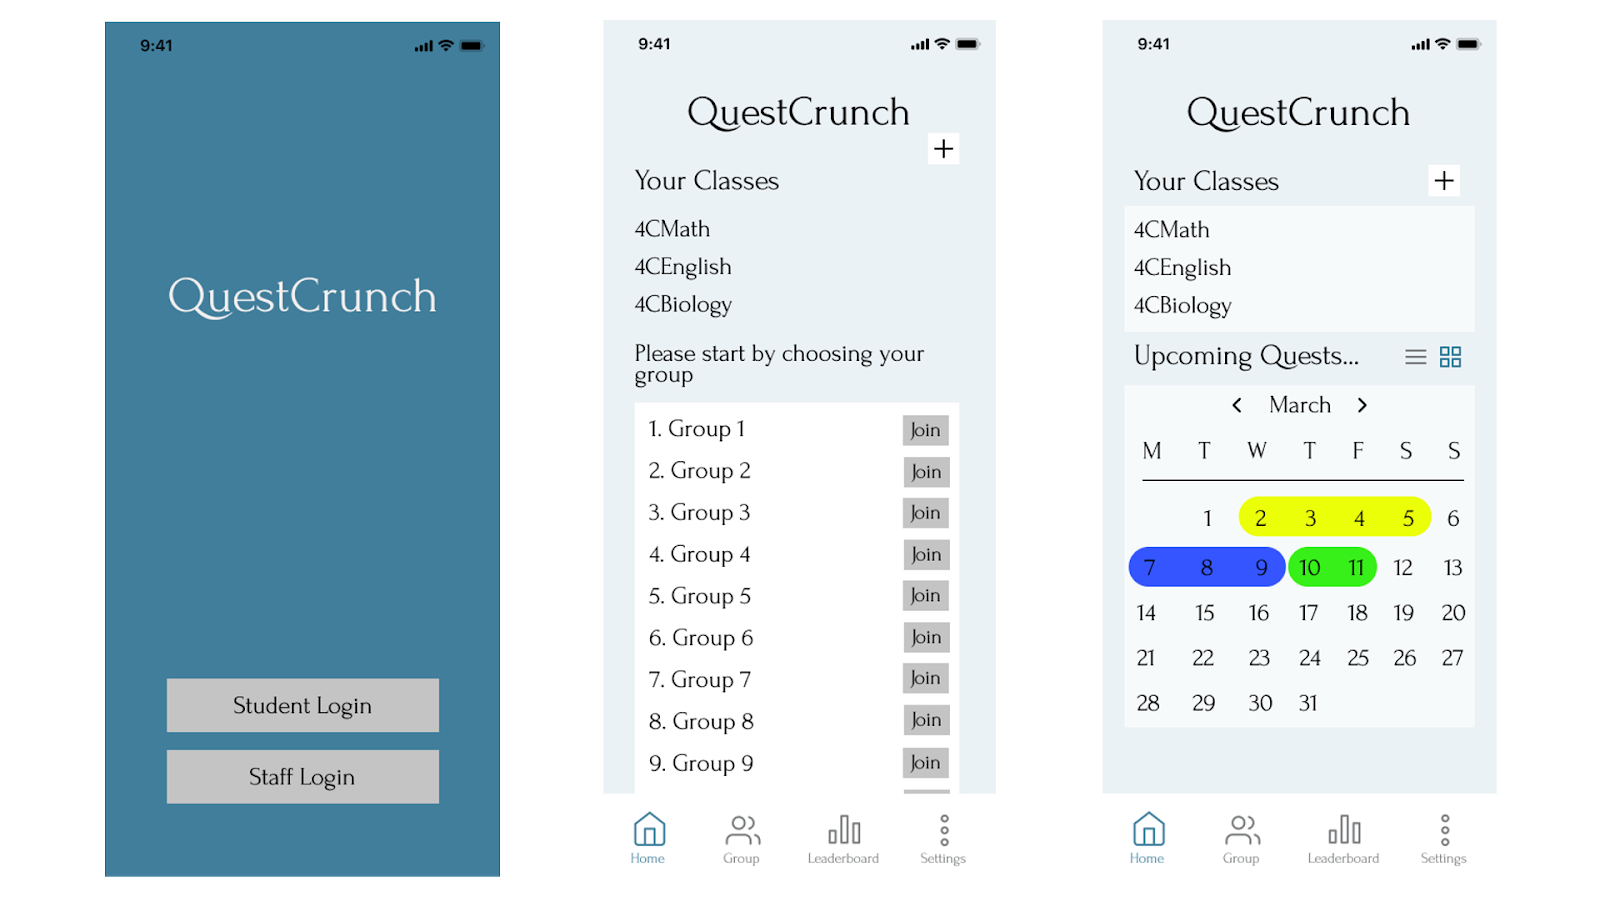 9:41
QuestCrunch
Student Login
Staff Login
9:41
QuestCrunch
+
Your Classes
4CMath
4CEnglish
4CBiology
Please start by choosing your
group
1. Group 1 Join
2. Group 2 Join
3. Group 3 Join
4. Group 4 Join
5. Group 5 Join
6. Group 6 Join
7. Group 7 Join
8. Group 8 Join
9. Group 9 Join
Home Group Leaderboard Settings
9:41
QuestCrunch
Your Classes +
4CMath
4CEnglish
4CBiology
Upcoming Quests...
< March >
M T W T F S S
1 2 3 4 5 6
7 8 9 10 11 12 13
14 15 16 17 18 19 20
21 22 23 24 25 26 27
28 29 30 31
Home Group Leaderboard Settings